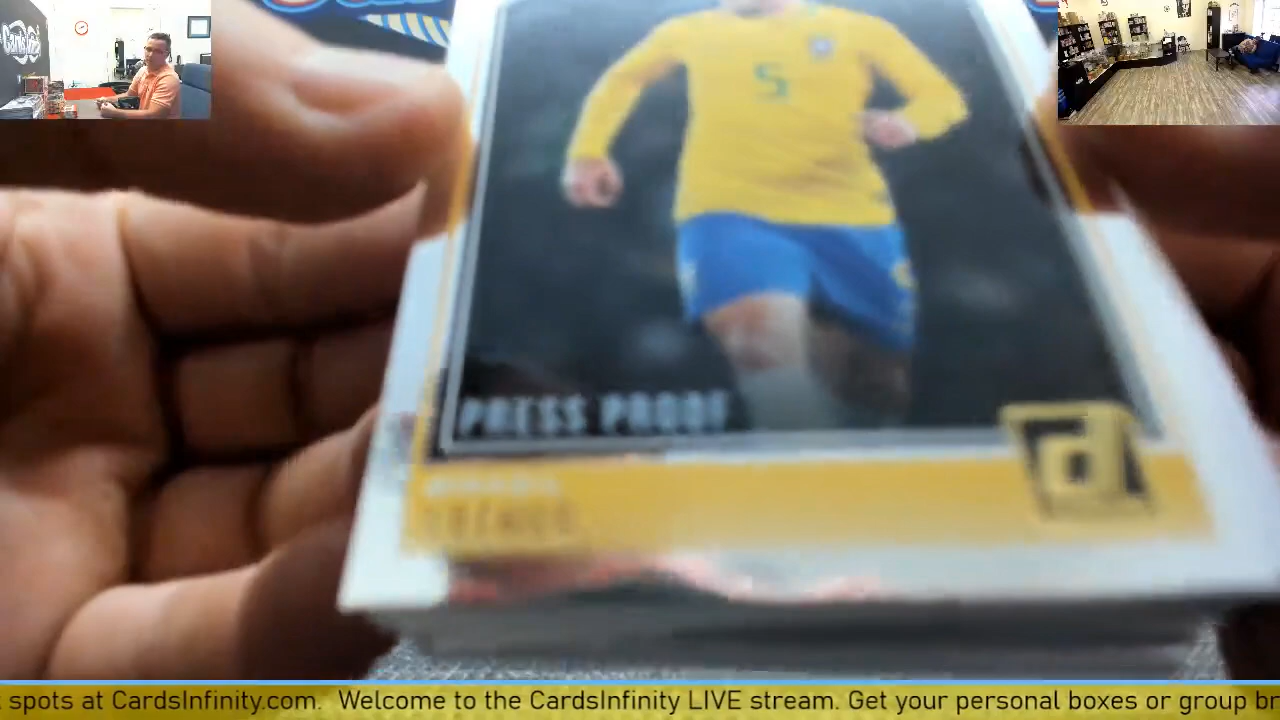 5
PRESS PROOF
d
spots at CardsInfinity.com. Welcome to the CardsInfinity LIVE stream. Get your personal boxes or group br